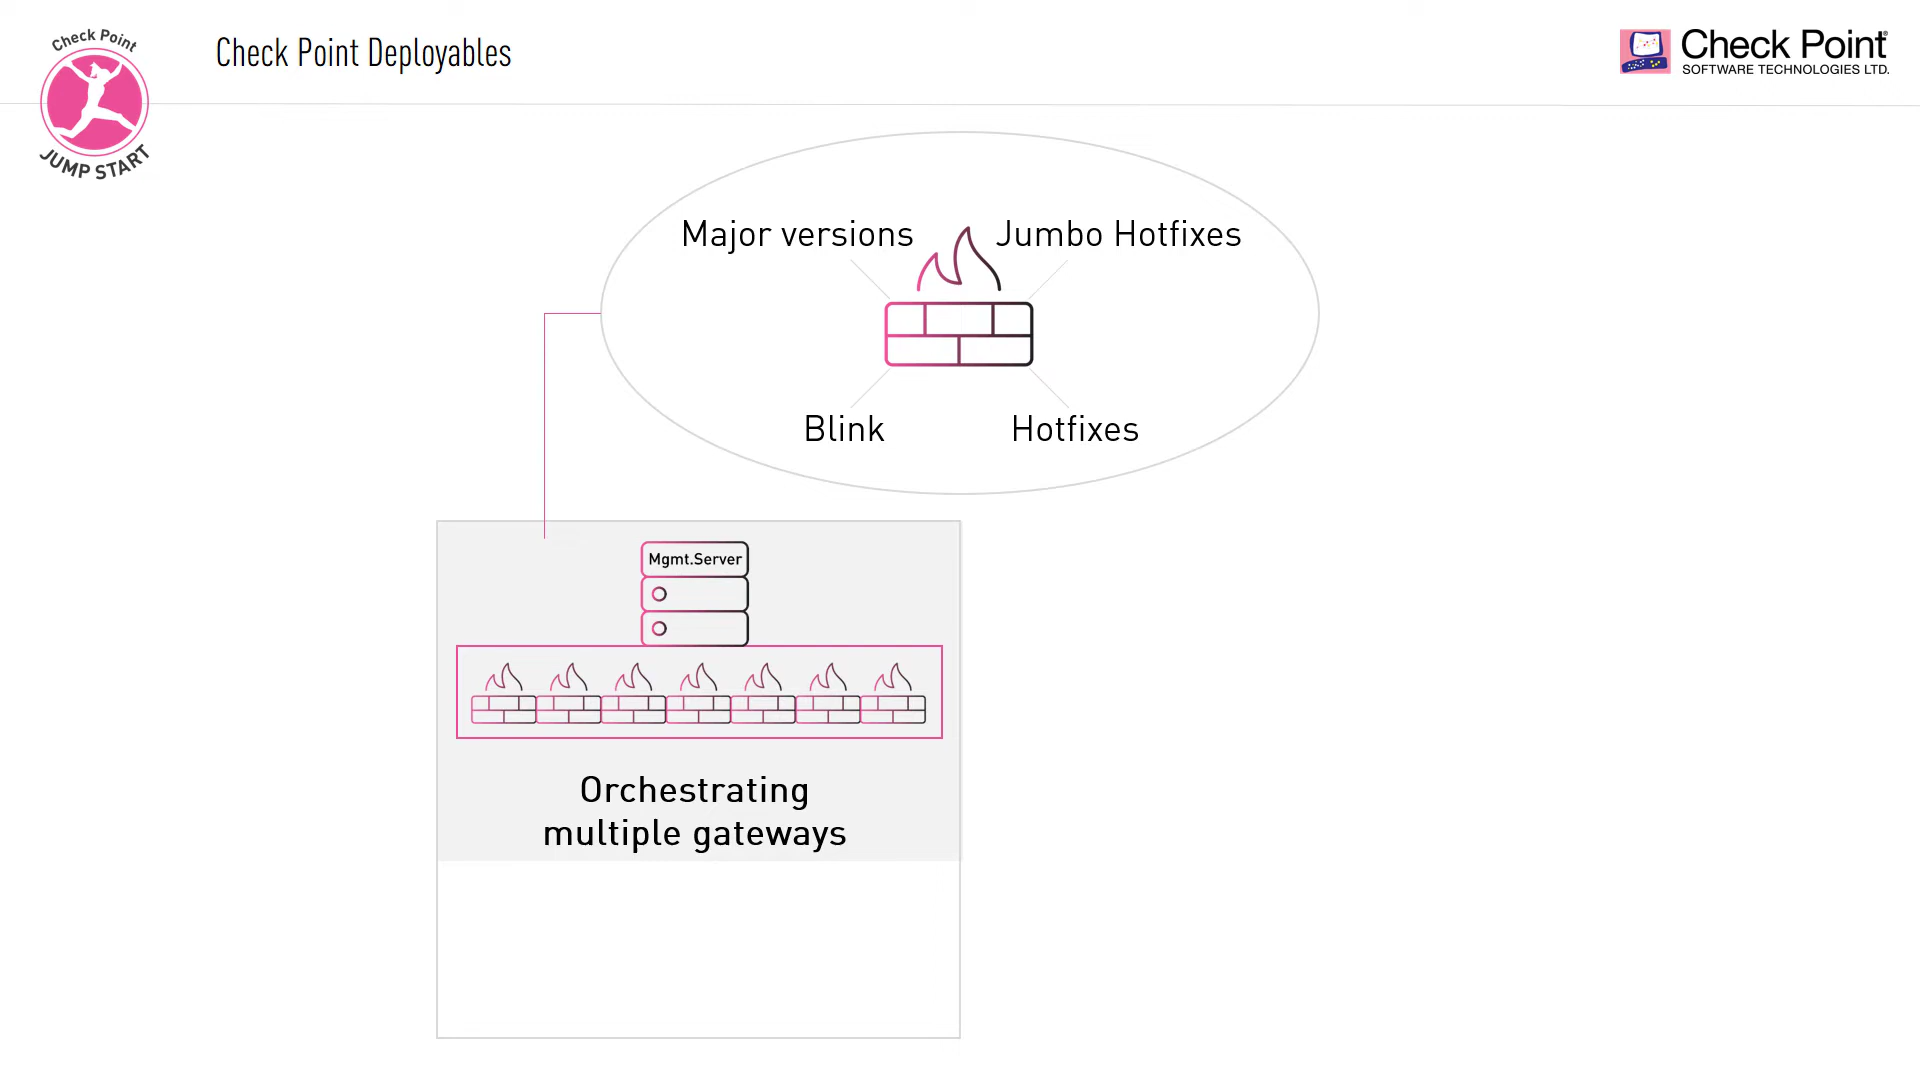 Check Point
JUMP START
Check Point Deployables
Check Point
SOFTWARE TECHNOLOGIES LTD.
Major versions
Jumbo Hotfixes
Blink
Hotfixes
Mgmt.Server
Orchestrating
multiple gateways